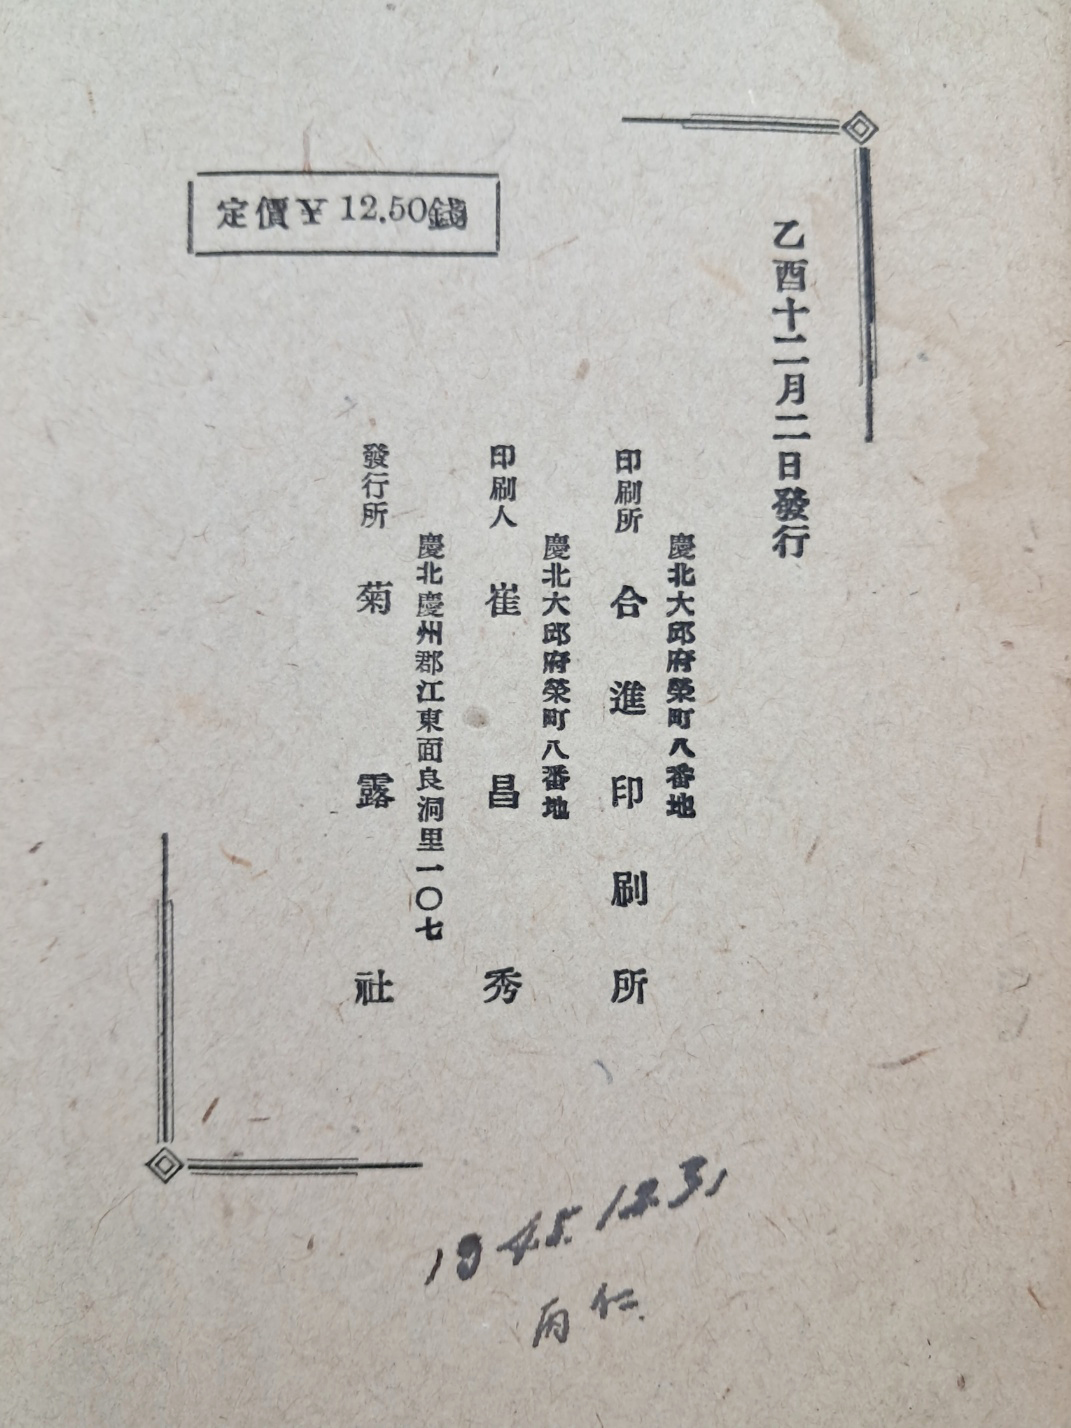 乙酉十二月二日發行
慶北大邱府榮町八番地
印刷所 合進印刷所
慶北大邱府榮町八番地
印刷人 崔昌秀
慶北慶州郡江東面良洞里一〇七
發行所 菊露社
定價¥12.50錢
1945.12.31
丙仁